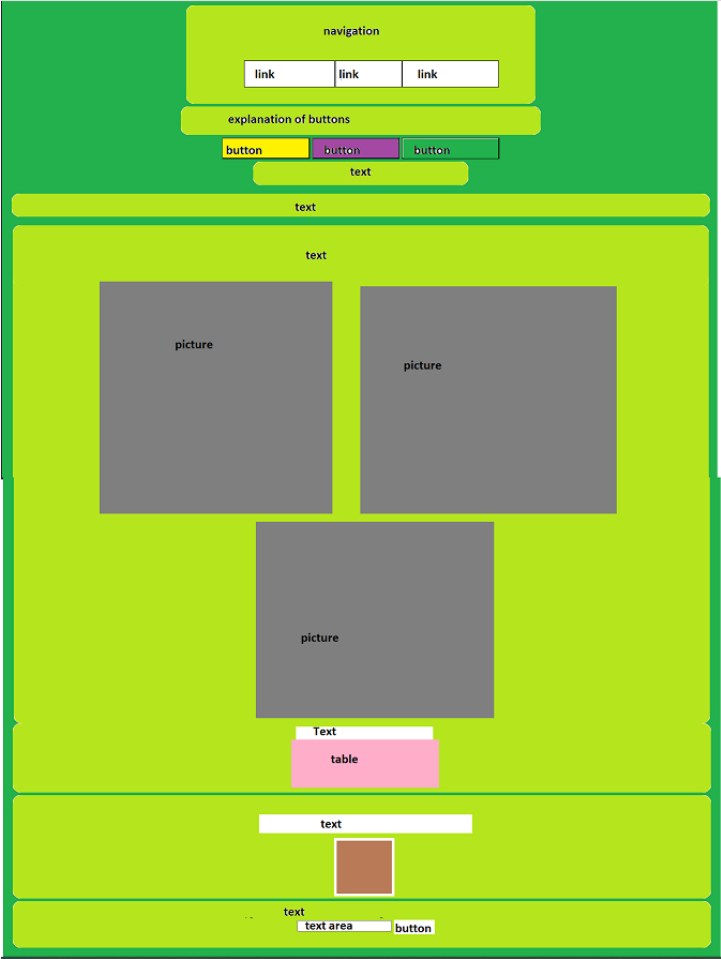 navigation
link link link
explanation of buttons
button button button
text
text
text
picture
picture
picture
Text
table
text
text
text area button